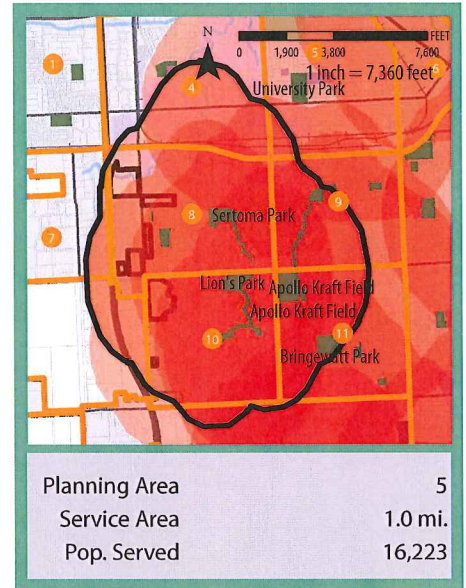 N
FEET
0 1,900 3,800 7,600
1 5 6
1 inch = 7,360 feet
4
University Park
8 Sertoma Park 9
7
Lion's Park Apollo Kraft Field
Apollo Kraft Field
10 11
Bringewatt Park
Planning Area 5
Service Area 1.0 mi.
Pop. Served 16,223